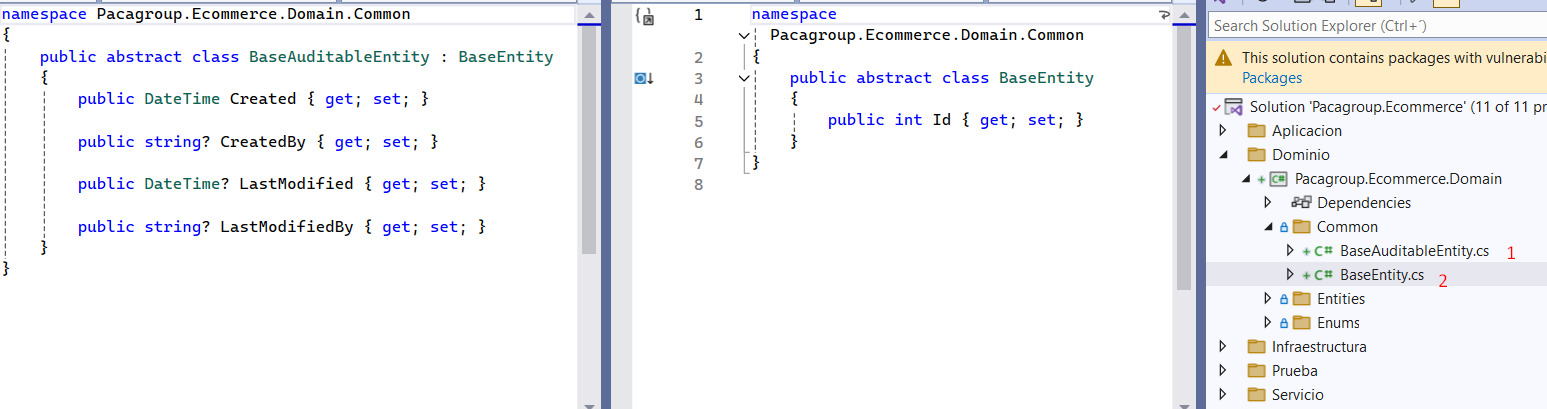 namespace Pacagroup.Ecommerce.Domain.Common
{
public abstract class BaseAuditableEntity : BaseEntity
{
public DateTime Created { get; set; }
public string? CreatedBy { get; set; }
public DateTime? LastModified { get; set; }
public string? LastModifiedBy { get; set; }
}
}
1 namespace
Pacagroup.Ecommerce.Domain.Common
2 {
3 public abstract class BaseEntity
4 {
5 public int Id { get; set; }
6 }
7 }
8
Search Solution Explorer (Ctrl+´)
This solution contains packages with vulnerabi
Packages
Solution 'Pacagroup.Ecommerce' (11 of 11 pr
Aplicacion
Dominio
Pacagroup.Ecommerce.Domain
Dependencies
Common
BaseAuditableEntity.cs 1
BaseEntity.cs 2
Entities
Enums
Infraestructura
Prueba
Servicio